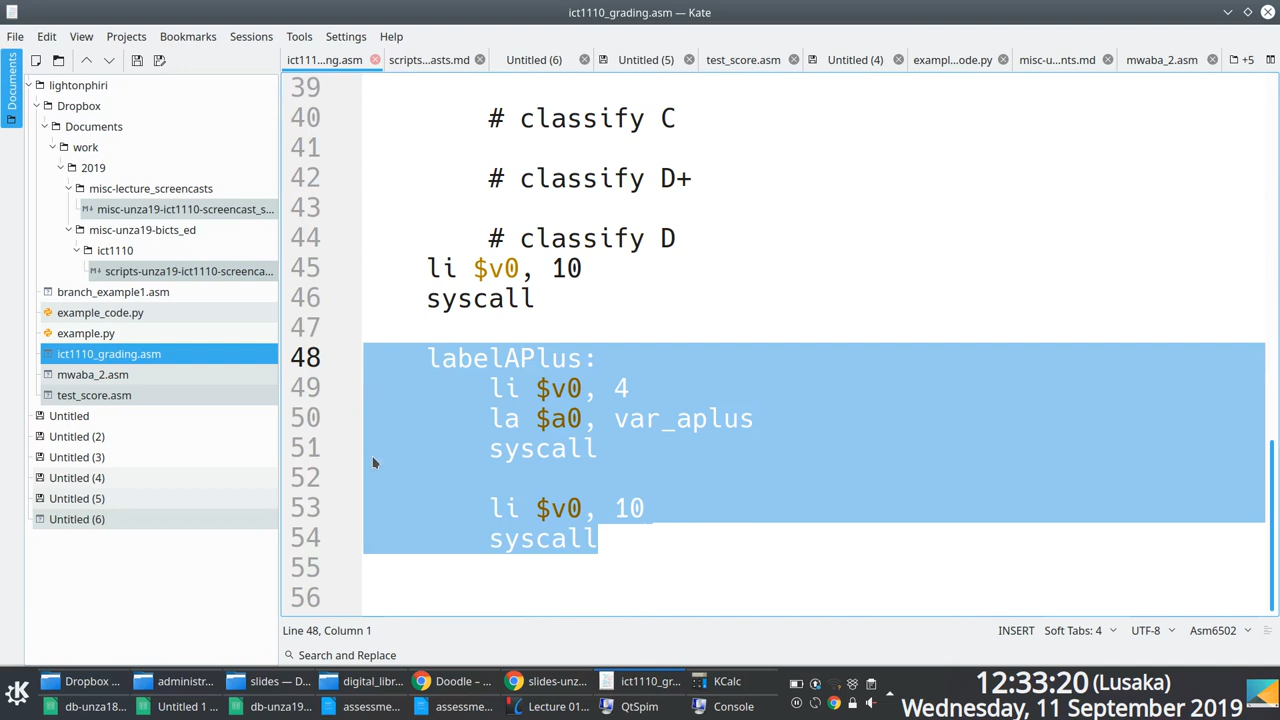 ict1110_grading.asm — Kate
File Edit View Projects Bookmarks Sessions Tools Settings Help
Documents
ict111...ng.asm scripts...asts.md Untitled (6) Untitled (5) test_score.asm Untitled (4) exampl...ode.py misc-u...nts.md mwaba_2.asm +5
lightonphiri
Dropbox
Documents
work
2019
misc-lecture_screencasts
misc-unza19-ict1110-screencast_s...
misc-unza19-bicts_ed
ict1110
scripts-unza19-ict1110-screenca...
branch_example1.asm
example_code.py
example.py
ict1110_grading.asm
mwaba_2.asm
test_score.asm
Untitled
Untitled (2)
Untitled (3)
Untitled (4)
Untitled (5)
Untitled (6)
39
40 # classify C
41
42 # classify D+
43
44 # classify D
45 li $v0, 10
46 syscall
47
48 labelAPlus:
49 li $v0, 4
50 la $a0, var_aplus
51 syscall
52
53 li $v0, 10
54 syscall
55
56
Line 48, Column 1 INSERT Soft Tabs: 4 UTF-8 Asm6502
Search and Replace
Dropbox ... administr... slides — D... digital_libr... Doodle – ... slides-unz... ict1110_gr... KCalc
db-unza18... Untitled 1 ... db-unza19... assessme... assessme... Lecture 01... QtSpim Console
12:33:20 (Lusaka)
Wednesday, 11 September 2019